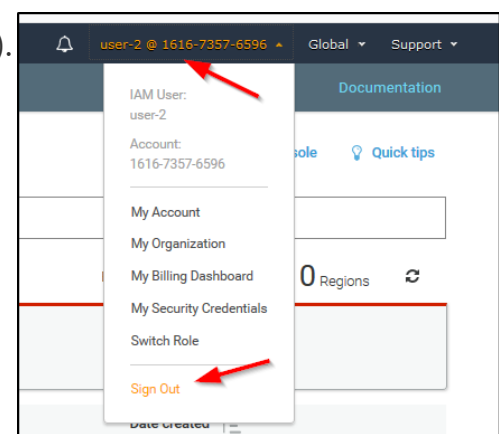 ).
user-2 @ 1616-7357-6596 Global Support
IAM User:
user-2
Documentation
Account:
1616-7357-6596
Quick tips
My Account
My Organization
My Billing Dashboard
0 Regions
My Security Credentials
Switch Role
Sign Out
Date created